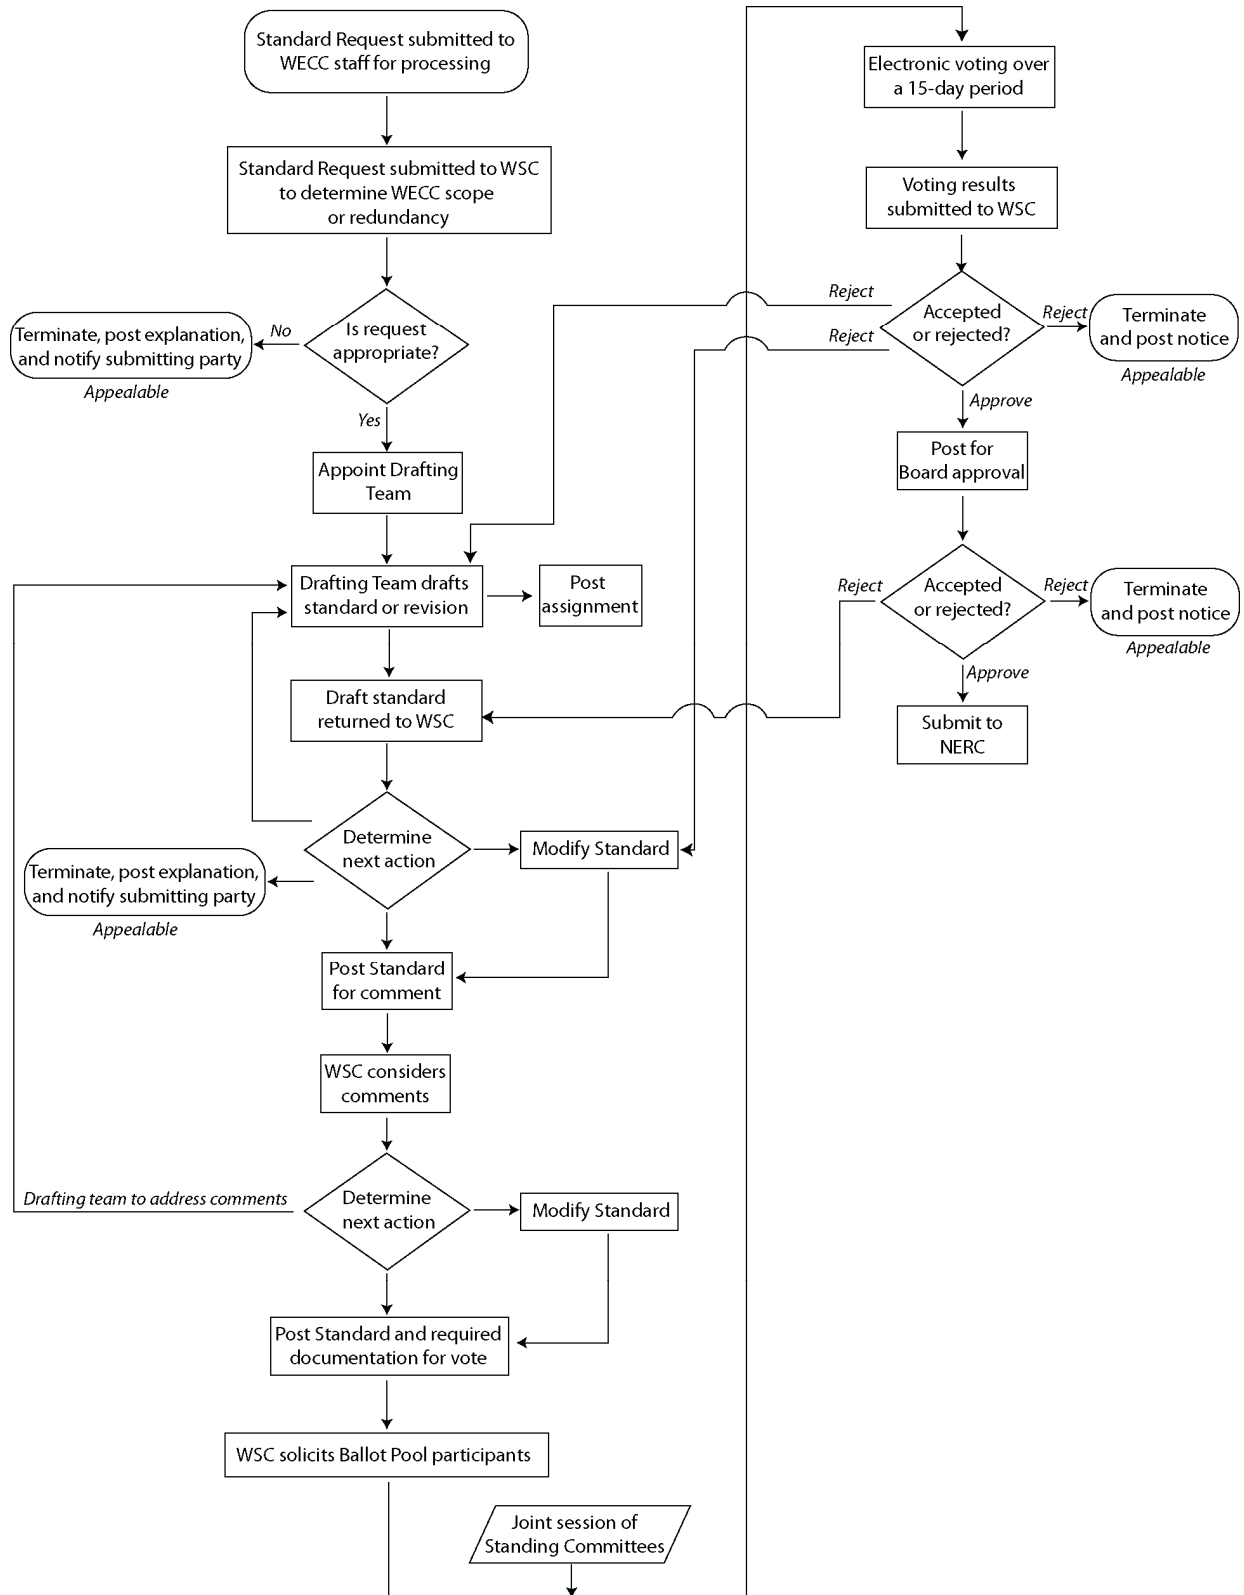 Standard Request submitted to
WECC staff for processing
Standard Request submitted to WSC
to determine WECC scope
or redundancy
Is request
appropriate?
No
Terminate, post explanation,
and notify submitting party
Appealable
Yes
Appoint Drafting
Team
Drafting Team drafts
standard or revision
Post
assignment
Draft standard
returned to WSC
Determine
next action
Modify Standard
Terminate, post explanation,
and notify submitting party
Appealable
Post Standard
for comment
WSC considers
comments
Drafting team to address comments
Determine
next action
Modify Standard
Post Standard and required
documentation for vote
WSC solicits Ballot Pool participants
Joint session of
Standing Committees
Electronic voting over
a 15-day period
Voting results
submitted to WSC
Reject
Reject
Accepted
or rejected?
Reject
Terminate
and post notice
Appealable
Approve
Post for
Board approval
Reject
Accepted
or rejected?
Reject
Terminate
and post notice
Appealable
Approve
Submit to
NERC